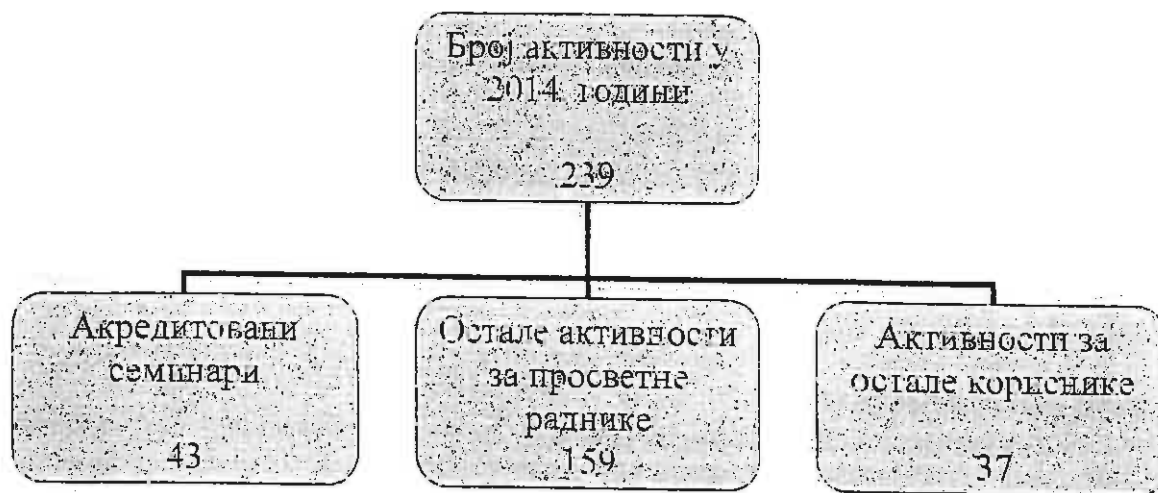 Број активности у
2014. години
239
Акредитовани
семинари
43
Остале активности
за просветне
раднике
159
Активности за
остале кориснике
37